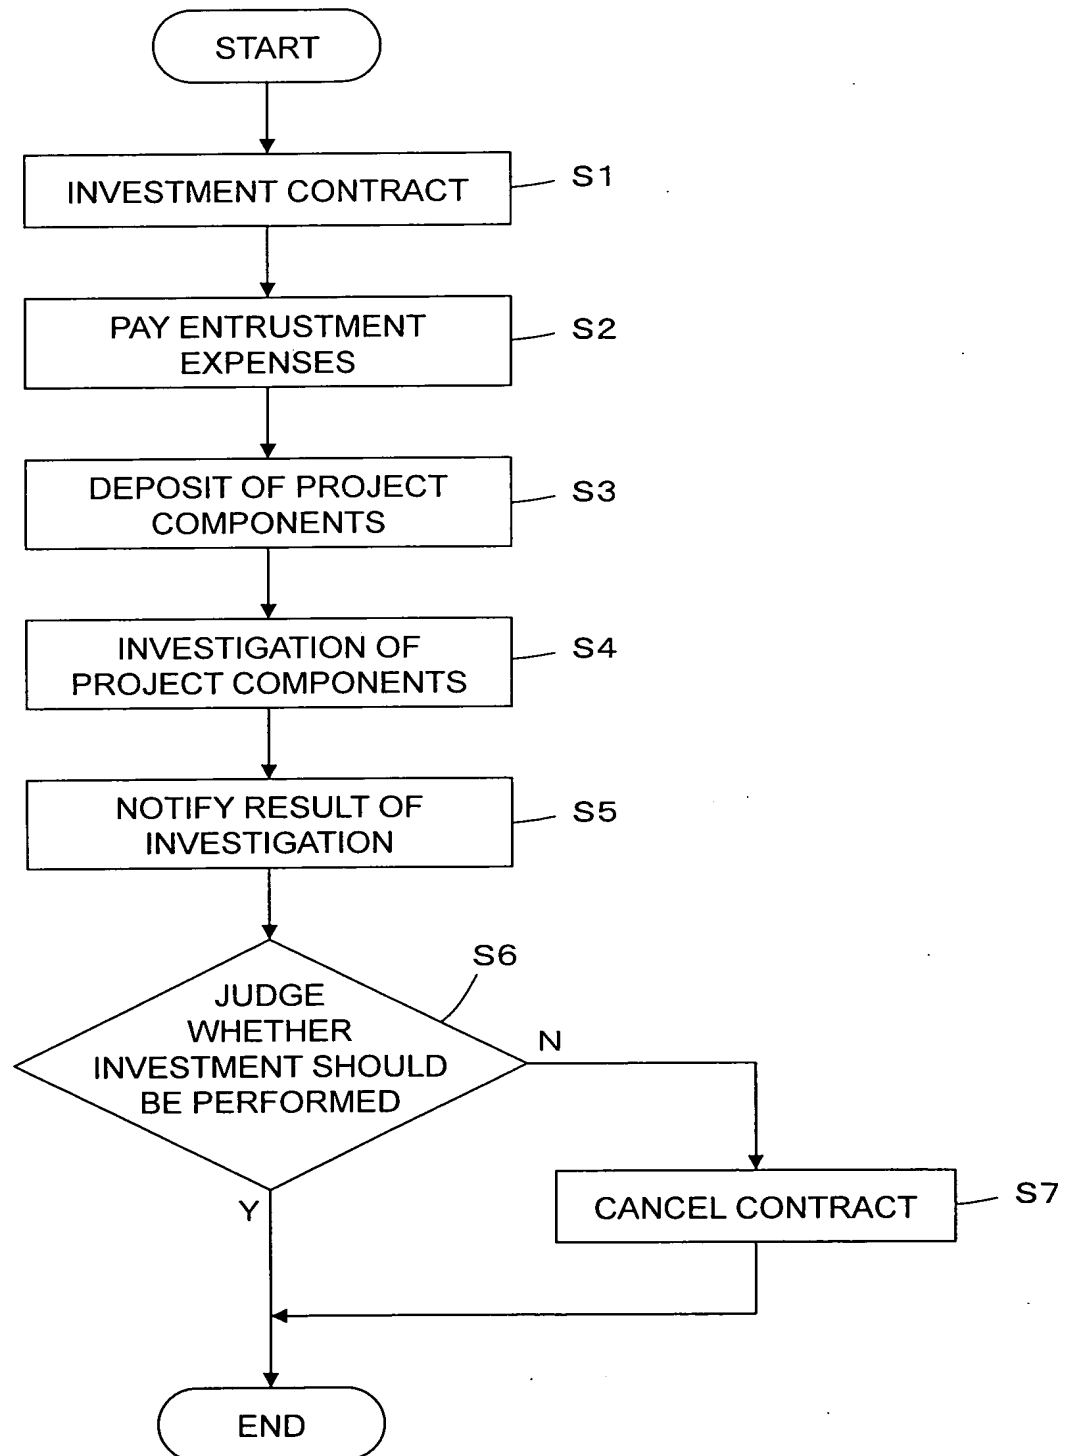 START
INVESTMENT CONTRACT
S1
PAY ENTRUSTMENT
EXPENSES
S2
DEPOSIT OF PROJECT
COMPONENTS
S3
INVESTIGATION OF
PROJECT COMPONENTS
S4
NOTIFY RESULT OF
INVESTIGATION
S5
S6
JUDGE
WHETHER
INVESTMENT SHOULD
BE PERFORMED
N
Y
CANCEL CONTRACT
S7
END